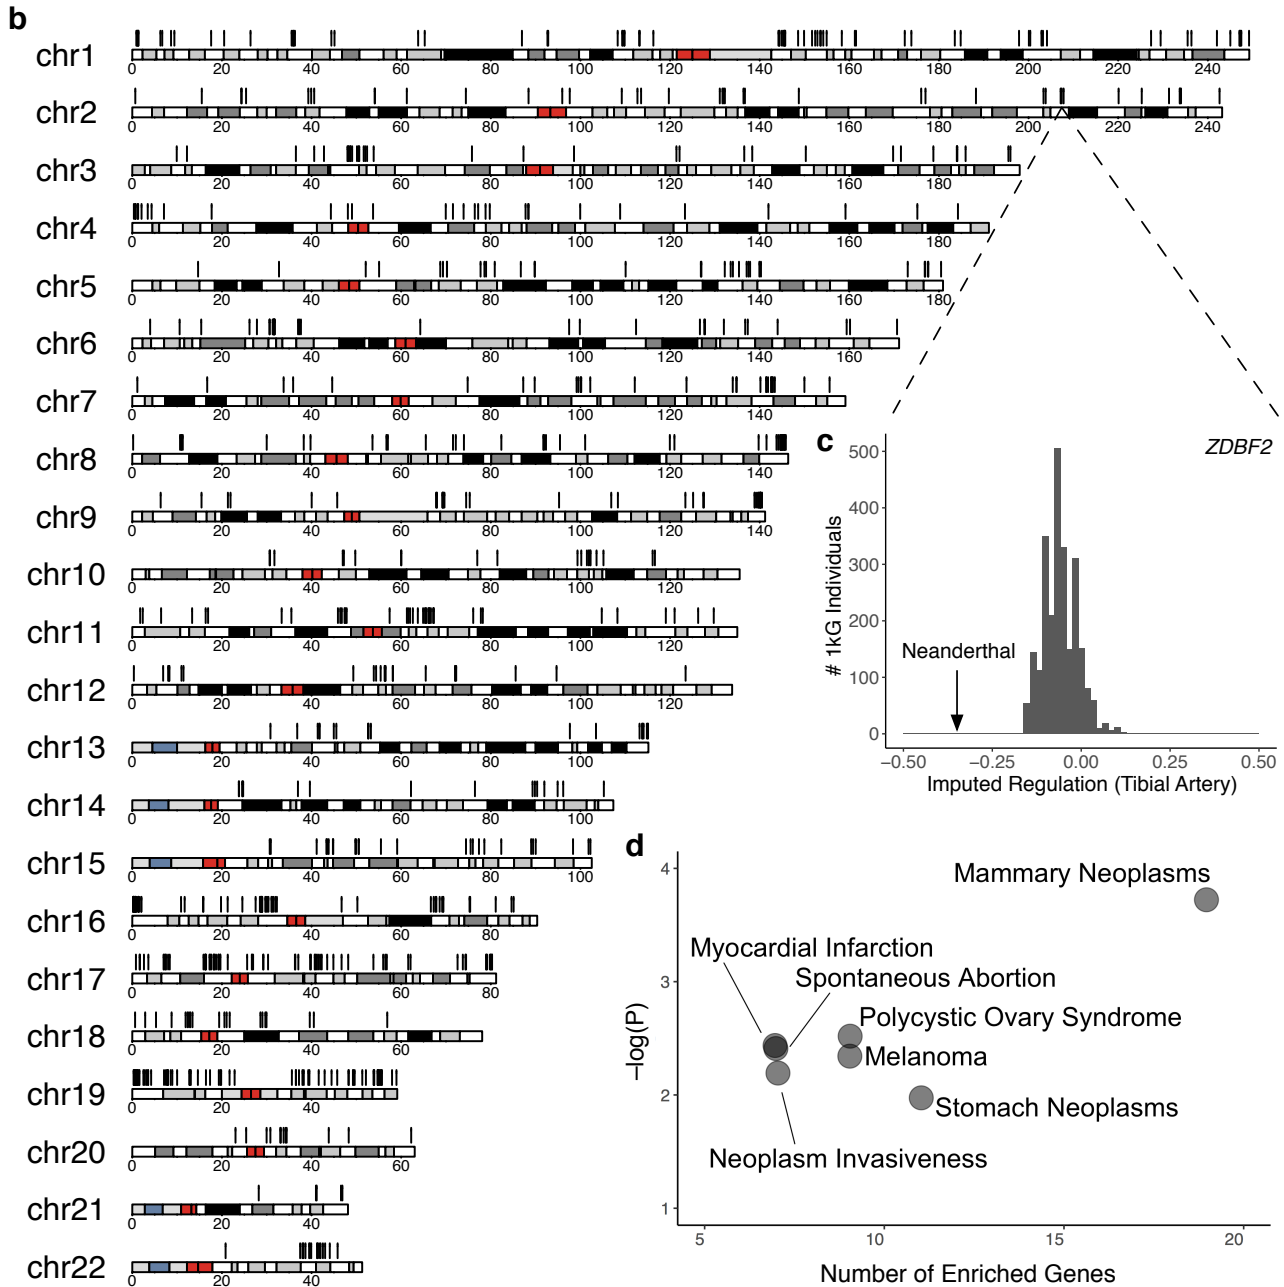 b
chr1
0 20 40 60 80 100 120 140 160 180 200 220 240
chr2
0 20 40 60 80 100 120 140 160 180 200 220 240
chr3
0 20 40 60 80 100 120 140 160 180
chr4
0 20 40 60 80 100 120 140 160 180
chr5
0 20 40 60 80 100 120 140 160 180
chr6
0 20 40 60 80 100 120 140 160
chr7
0 20 40 60 80 100 120 140
chr8
0 20 40 60 80 100 120 140
chr9
0 20 40 60 80 100 120 140
chr10
0 20 40 60 80 100 120
chr11
0 20 40 60 80 100 120
chr12
0 20 40 60 80 100 120
chr13
0 20 40 60 80 100
chr14
0 20 40 60 80 100
chr15
0 20 40 60 80 100
chr16
0 20 40 60 80
chr17
0 20 40 60 80
chr18
0 20 40 60
chr19
0 20 40
chr20
0 20 40 60
chr21
0 20 40
chr22
0 20 40
c
ZDBF2
# 1kG Individuals
500
400
300
200
100
0
Neanderthal
−0.50 −0.25 0.00 0.25 0.50
Imputed Regulation (Tibial Artery)
d
−log(P)
4
3
2
1
Mammary Neoplasms
Myocardial Infarction
Spontaneous Abortion
Polycystic Ovary Syndrome
Melanoma
Stomach Neoplasms
Neoplasm Invasiveness
5 10 15 20
Number of Enriched Genes